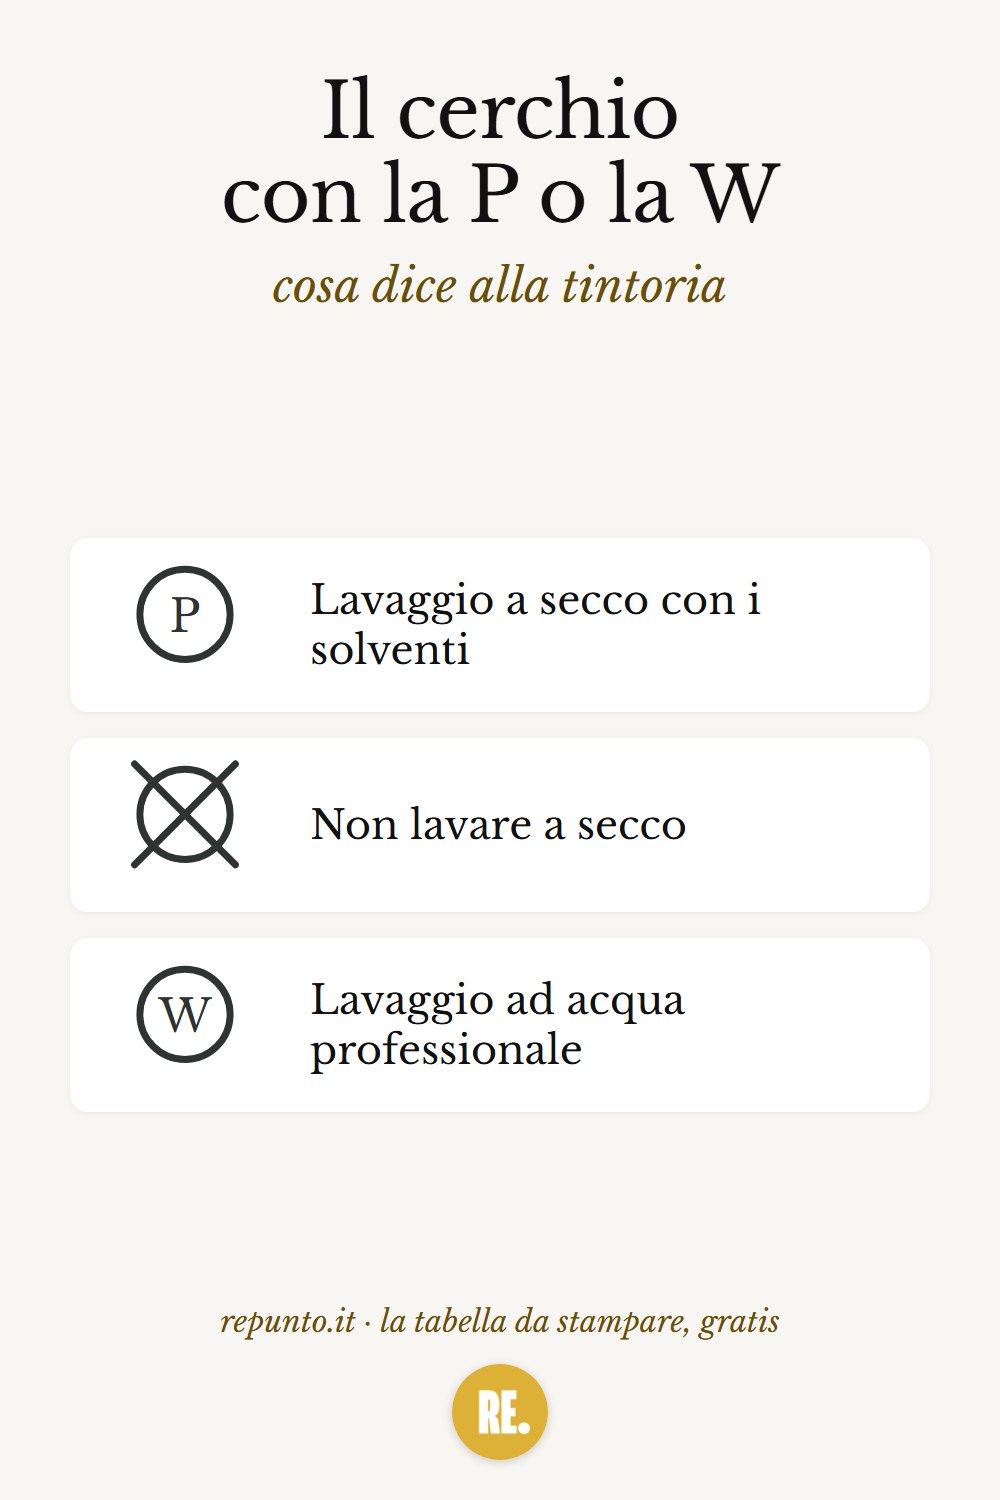 Il cerchio
con la P o la W
cosa dice alla tintoria
P
Lavaggio a secco con i
solventi
Non lavare a secco
W
Lavaggio ad acqua
professionale
repunto.it · la tabella da stampare, gratis
RE.